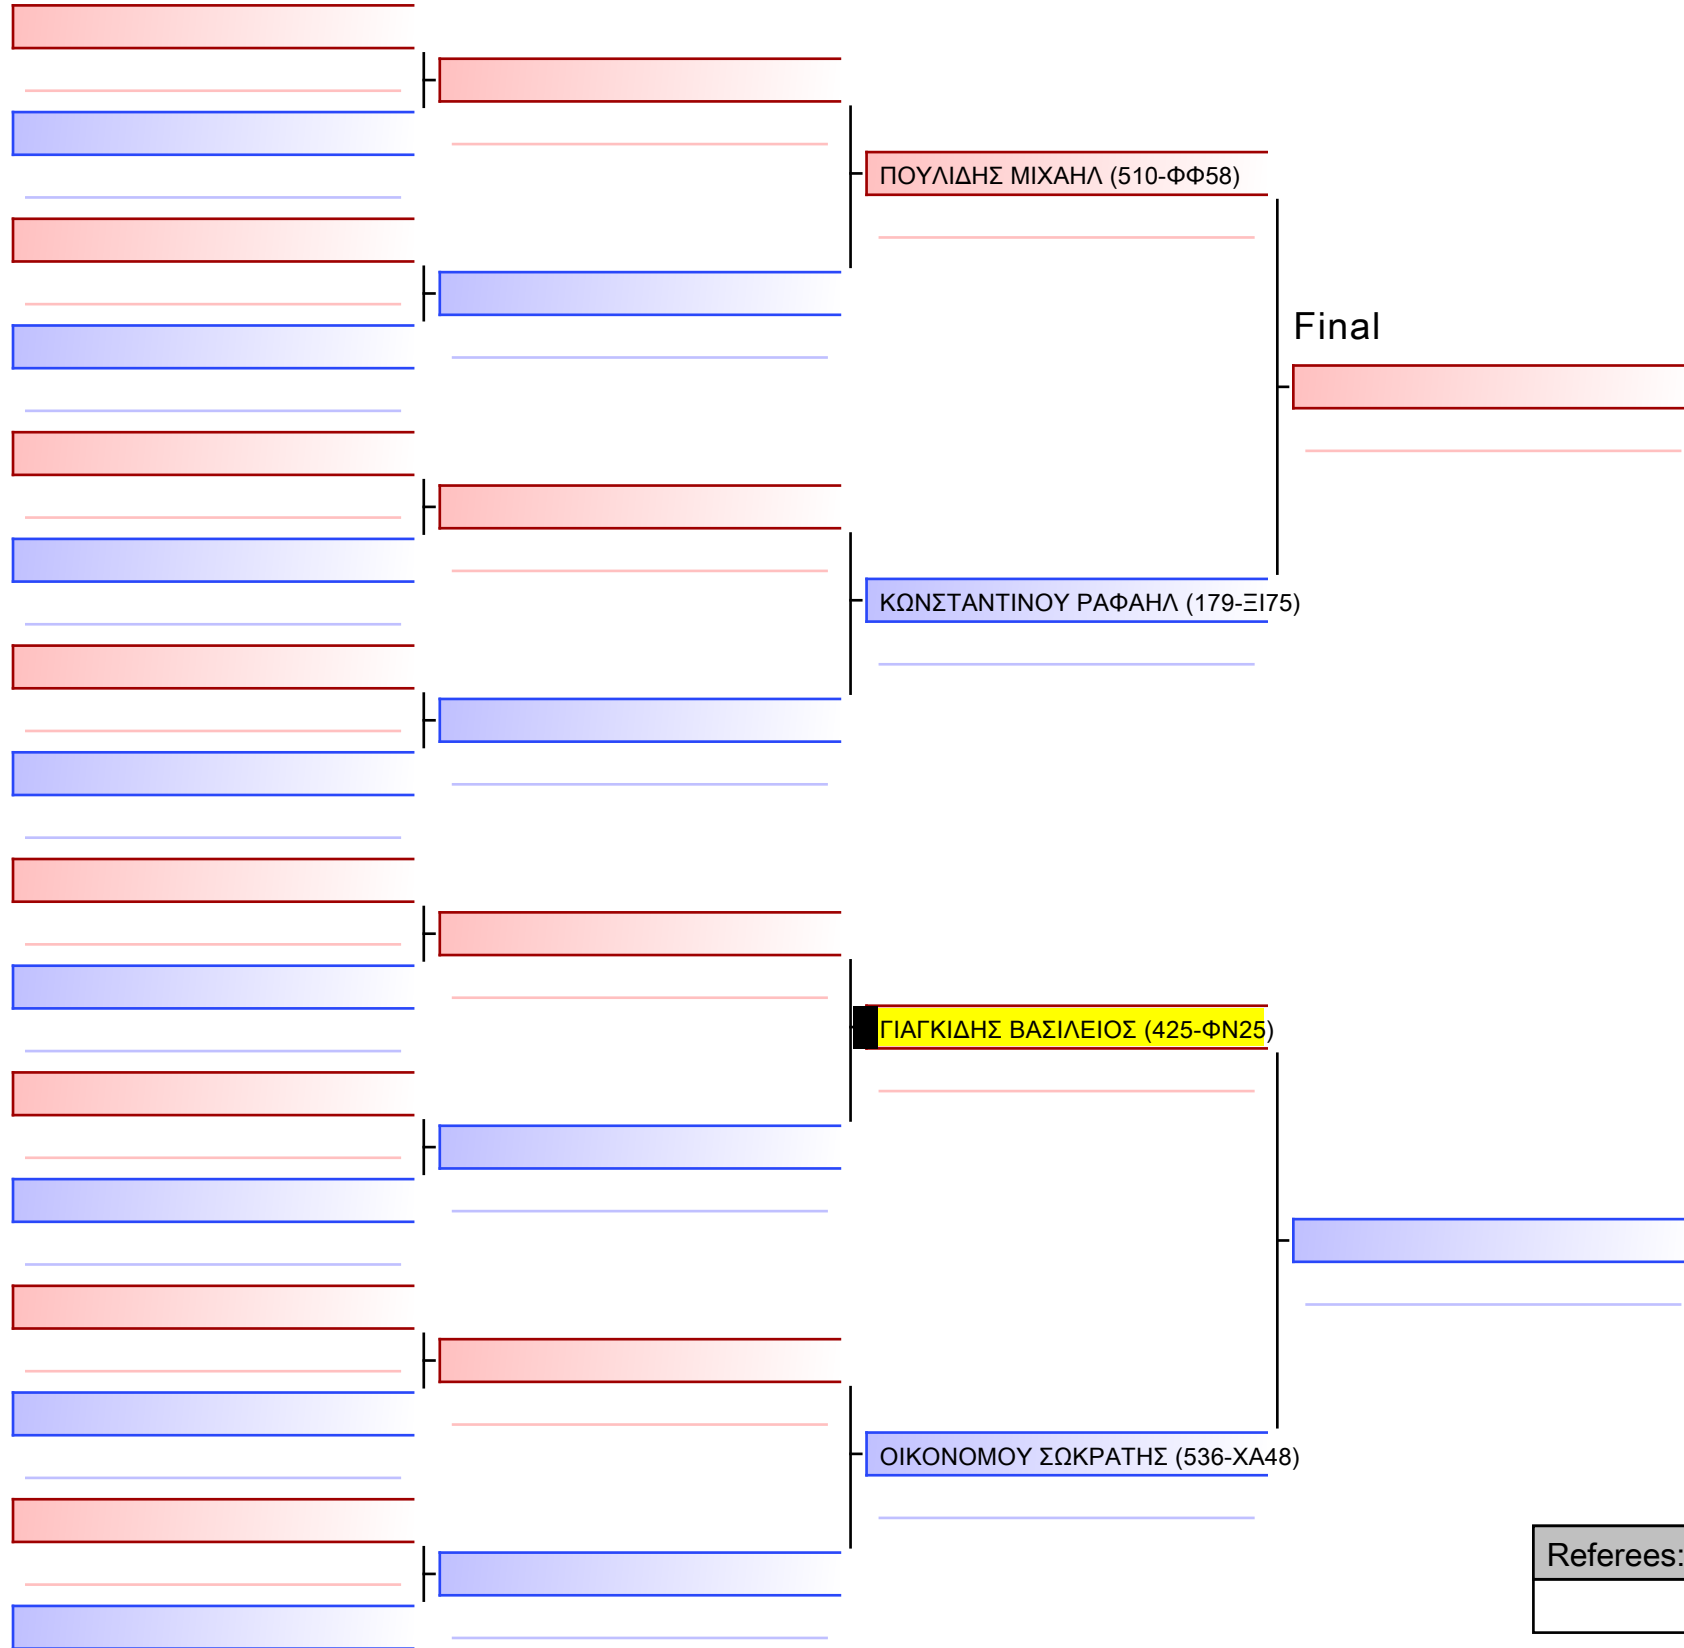 ΠΟΥΛΙΔΗΣ ΜΙΧΑΗΛ (510-ΦΦ58)
Final
ΚΩΝΣΤΑΝΤΙΝΟΥ ΡΑΦΑΗΛ (179-ΞΙ75)
ΓΙΑΓΚΙΔΗΣ ΒΑΣΙΛΕΙΟΣ (425-ΦΝ25)
ΟΙΚΟΝΟΜΟΥ ΣΩΚΡΑΤΗΣ (536-ΧΑ48)
Referees: